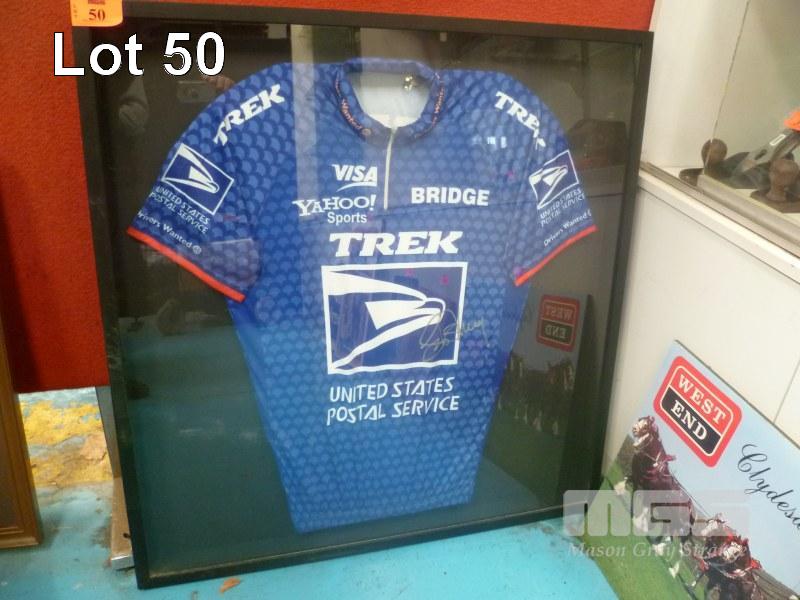 50
Lot 50
TREK
TREK
VISA
YAHOO!
Sports
BRIDGE
UNITED STATES
POSTAL SERVICE
Drivers Wanted
UNITED STATES
POSTAL SERVICE
Drivers Wanted
TREK
UNITED STATES
POSTAL SERVICE
WEST
END
WEST
END
MGS
Mason Gray Strange